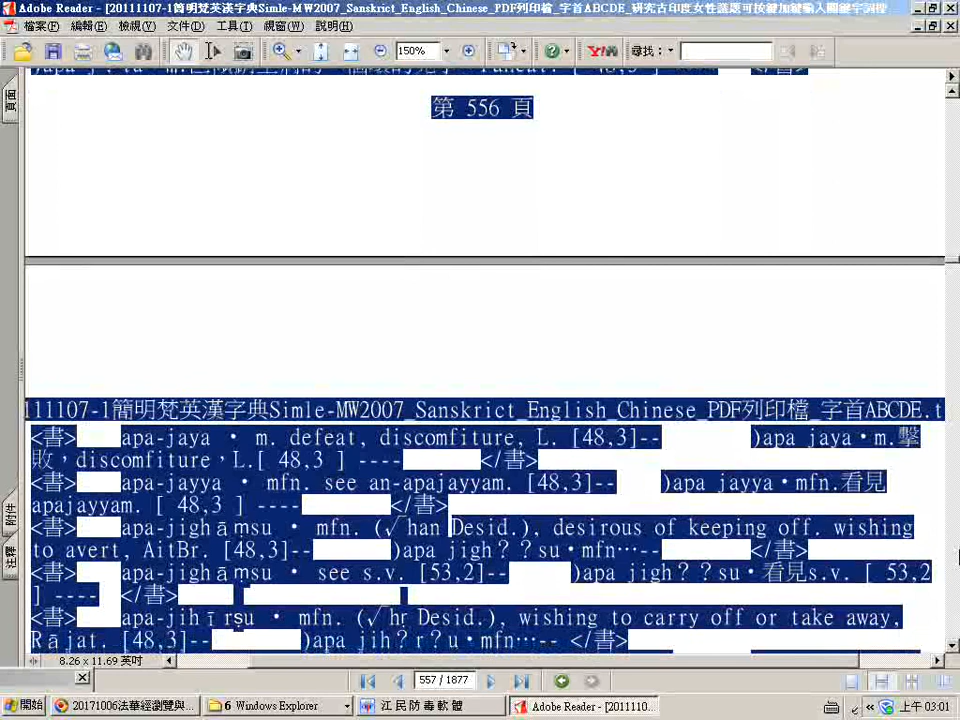 Adobe Reader - [20111107-1簡明梵英漢字典Simle-MW2007_Sanskrict_English_Chinese_PDF列印檔_字首ABCDE_研究古印度女性議題可按鍵加鍵輸入關鍵字詞程
檔案(F) 編輯(E) 檢視(V) 文件(D) 工具(T) 視窗(W) 說明(H)
150% Y! 尋找：
頁面
第 556 頁
111107-1簡明梵英漢字典Simle-MW2007_Sanskrict_English_Chinese_PDF列印檔_字首ABCDE.t
<書> apa-jaya • m. defeat, discomfiture, L. [48,3]-- )apa jaya•m.擊
敗，discomfiture，L.[ 48,3 ] ---- </書>
<書> apa-jayya • mfn. see an-apajayyam. [48,3]-- )apa jayya•mfn.看見
apajayyam. [ 48,3 ] ---- </書>
<書> apa-jighāṃsu • mfn. (√han Desid.), desirous of keeping off. wishing
to avert, AitBr. [48,3]-- )apa jigh？？su•mfn…-- </書>
<書> apa-jighāṃsu • see s.v. [53,2]-- )apa jigh？？su•看見s.v. [ 53,2
] ---- </書>
<書> apa-jihīrṣu • mfn. (√hṛ Desid.), wishing to carry off or take away,
Rājat. [48,3]-- )apa jih？r？u•mfn…-- </書>
附件
注釋
8.26 x 11.69 英吋
557 / 1877
開始 20171006法華經瀏覽與... 6 Windows Explorer 江民防毒軟體 Adobe Reader - [2011110... 上午 03:01